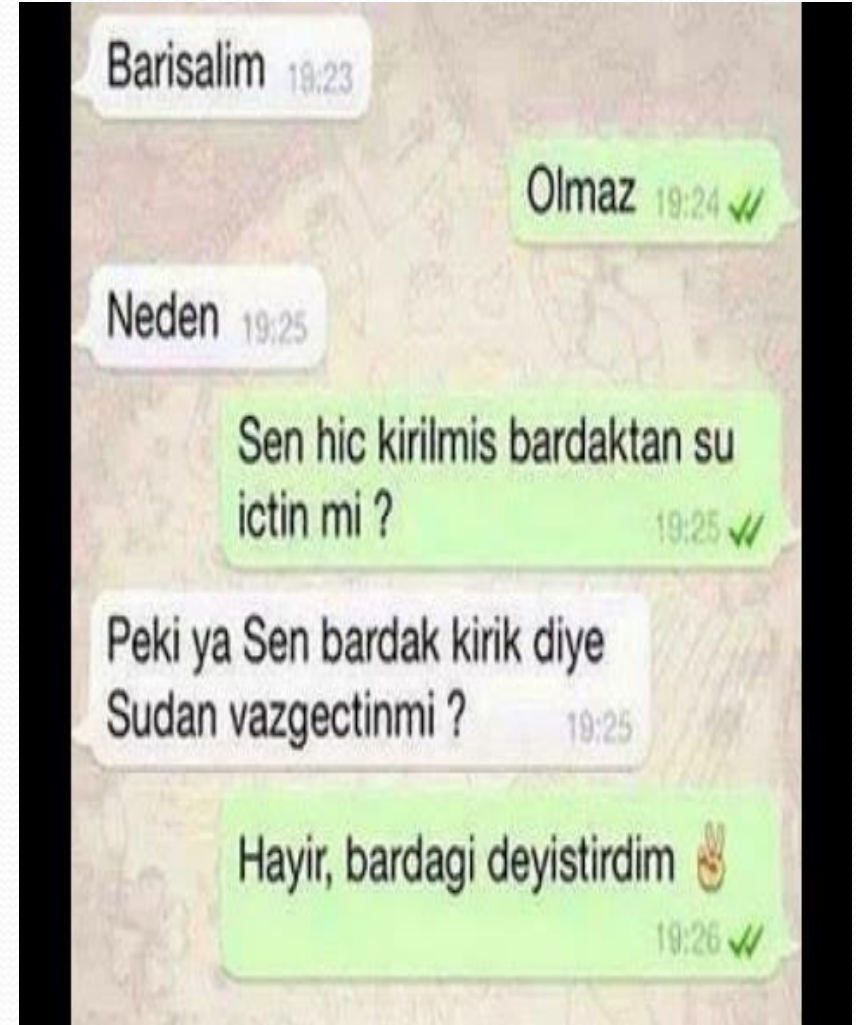 Barisalim 19:23
Olmaz 19:24
Neden 19:25
Sen hic kirilmis bardaktan su
ictin mi ? 19:25
Peki ya Sen bardak kirik diye
Sudan vazgectinmi ? 19:25
Hayir, bardagi deyistirdim ✌
19:26